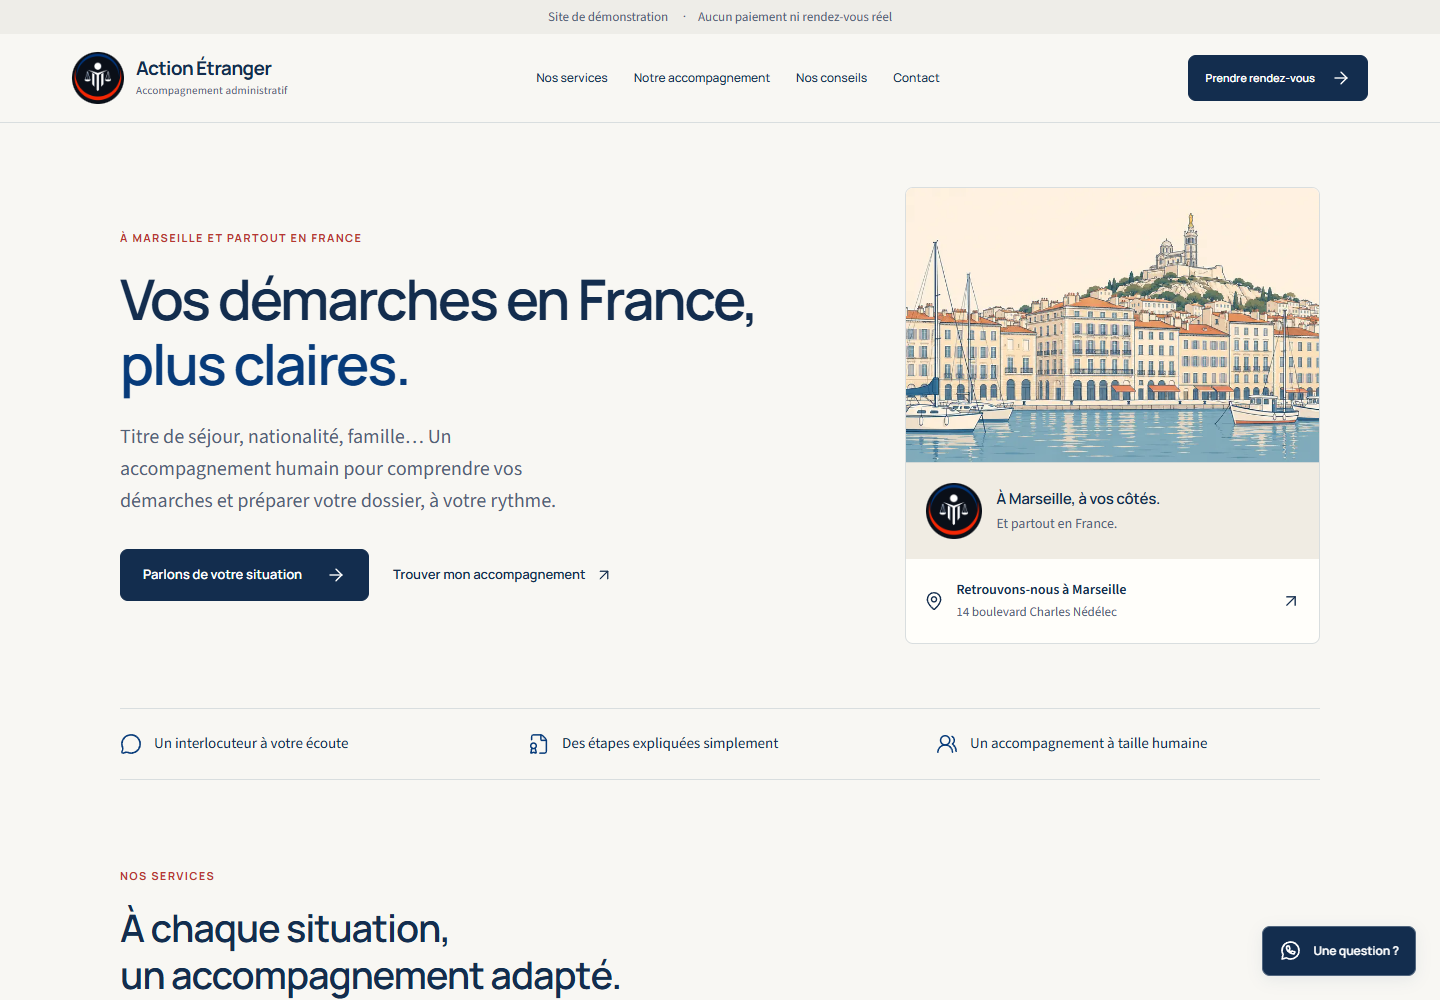 Site de démonstration · Aucun paiement ni rendez-vous réel
Action Étranger
Accompagnement administratif
Nos services
Notre accompagnement
Nos conseils
Contact
Prendre rendez-vous
À MARSEILLE ET PARTOUT EN FRANCE
Vos démarches en France,
plus claires.
Titre de séjour, nationalité, famille… Un
accompagnement humain pour comprendre vos
démarches et préparer votre dossier, à votre rythme.
Parlons de votre situation
Trouver mon accompagnement
À Marseille, à vos côtés.
Et partout en France.
Retrouvons-nous à Marseille
14 boulevard Charles Nédélec
Un interlocuteur à votre écoute
Des étapes expliquées simplement
Un accompagnement à taille humaine
NOS SERVICES
À chaque situation,
un accompagnement adapté.
Une question ?